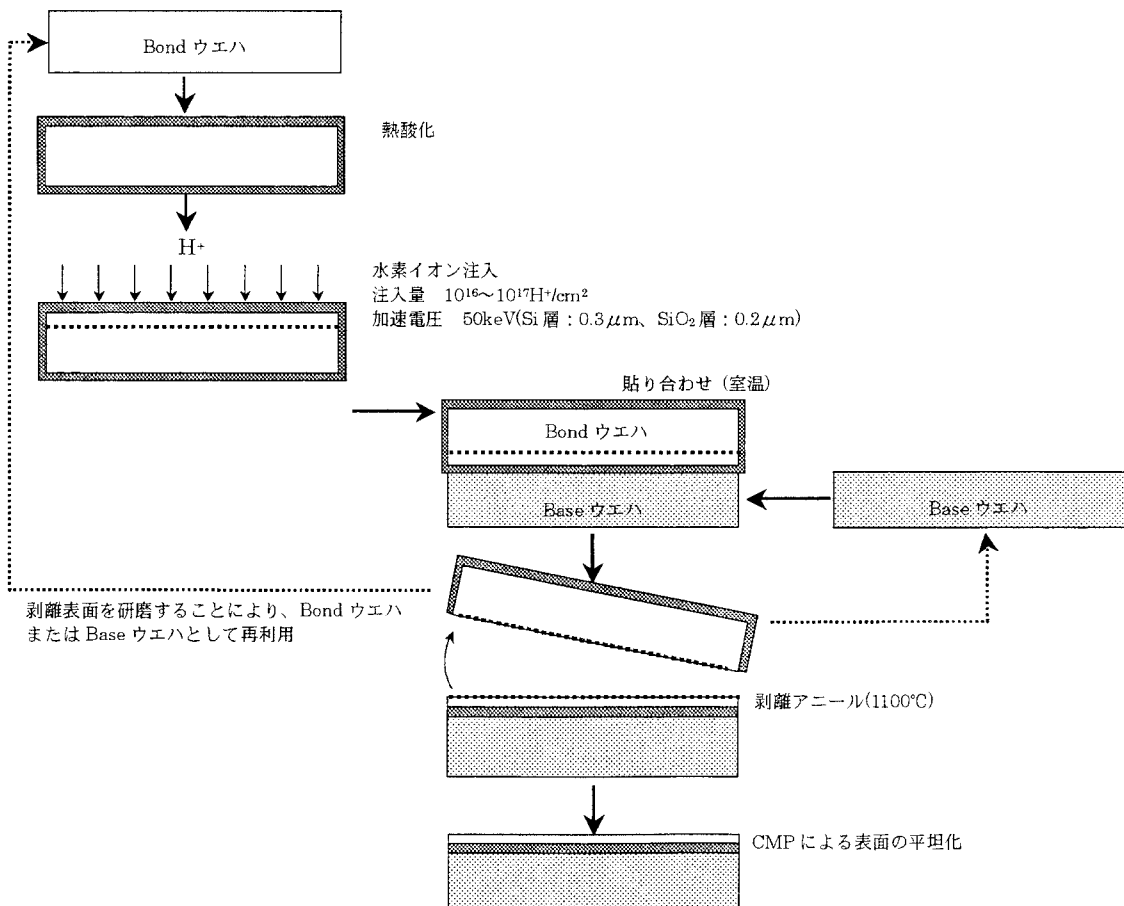 Bond ウエハ
熱酸化
H⁺
水素イオン注入
注入量 10¹⁶～10¹⁷H⁺/cm²
加速電圧 50keV(Si 層：0.3μm、SiO₂ 層：0.2μm)
貼り合わせ (室温)
Bond ウエハ
Base ウエハ
Base ウエハ
剥離表面を研磨することにより、Bond ウエハ
または Base ウエハとして再利用
剥離アニール(1100℃)
CMP による表面の平坦化